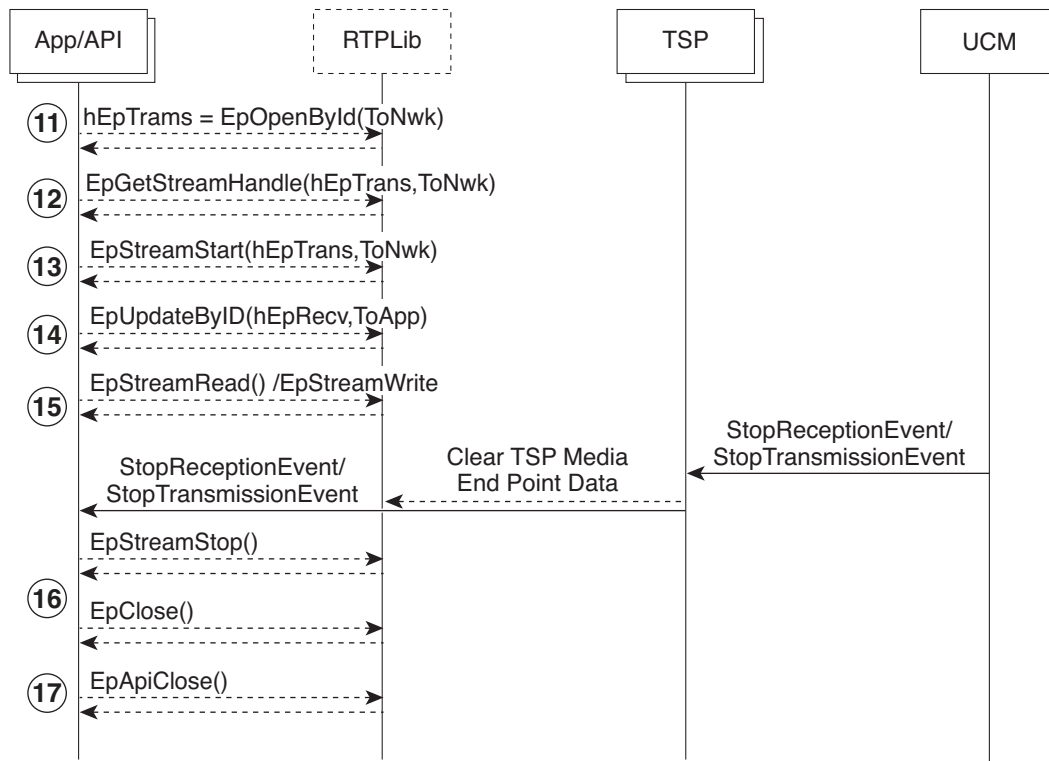 App/API
RTPLib
TSP
UCM
11
hEpTrams = EpOpenById(ToNwk)
12
EpGetStreamHandle(hEpTrans,ToNwk)
13
EpStreamStart(hEpTrans,ToNwk)
14
EpUpdateByID(hEpRecv,ToApp)
15
EpStreamRead() /EpStreamWrite
StopReceptionEvent/
StopTransmissionEvent
Clear TSP Media
End Point Data
StopReceptionEvent/
StopTransmissionEvent
EpStreamStop()
16
EpClose()
17
EpApiClose()